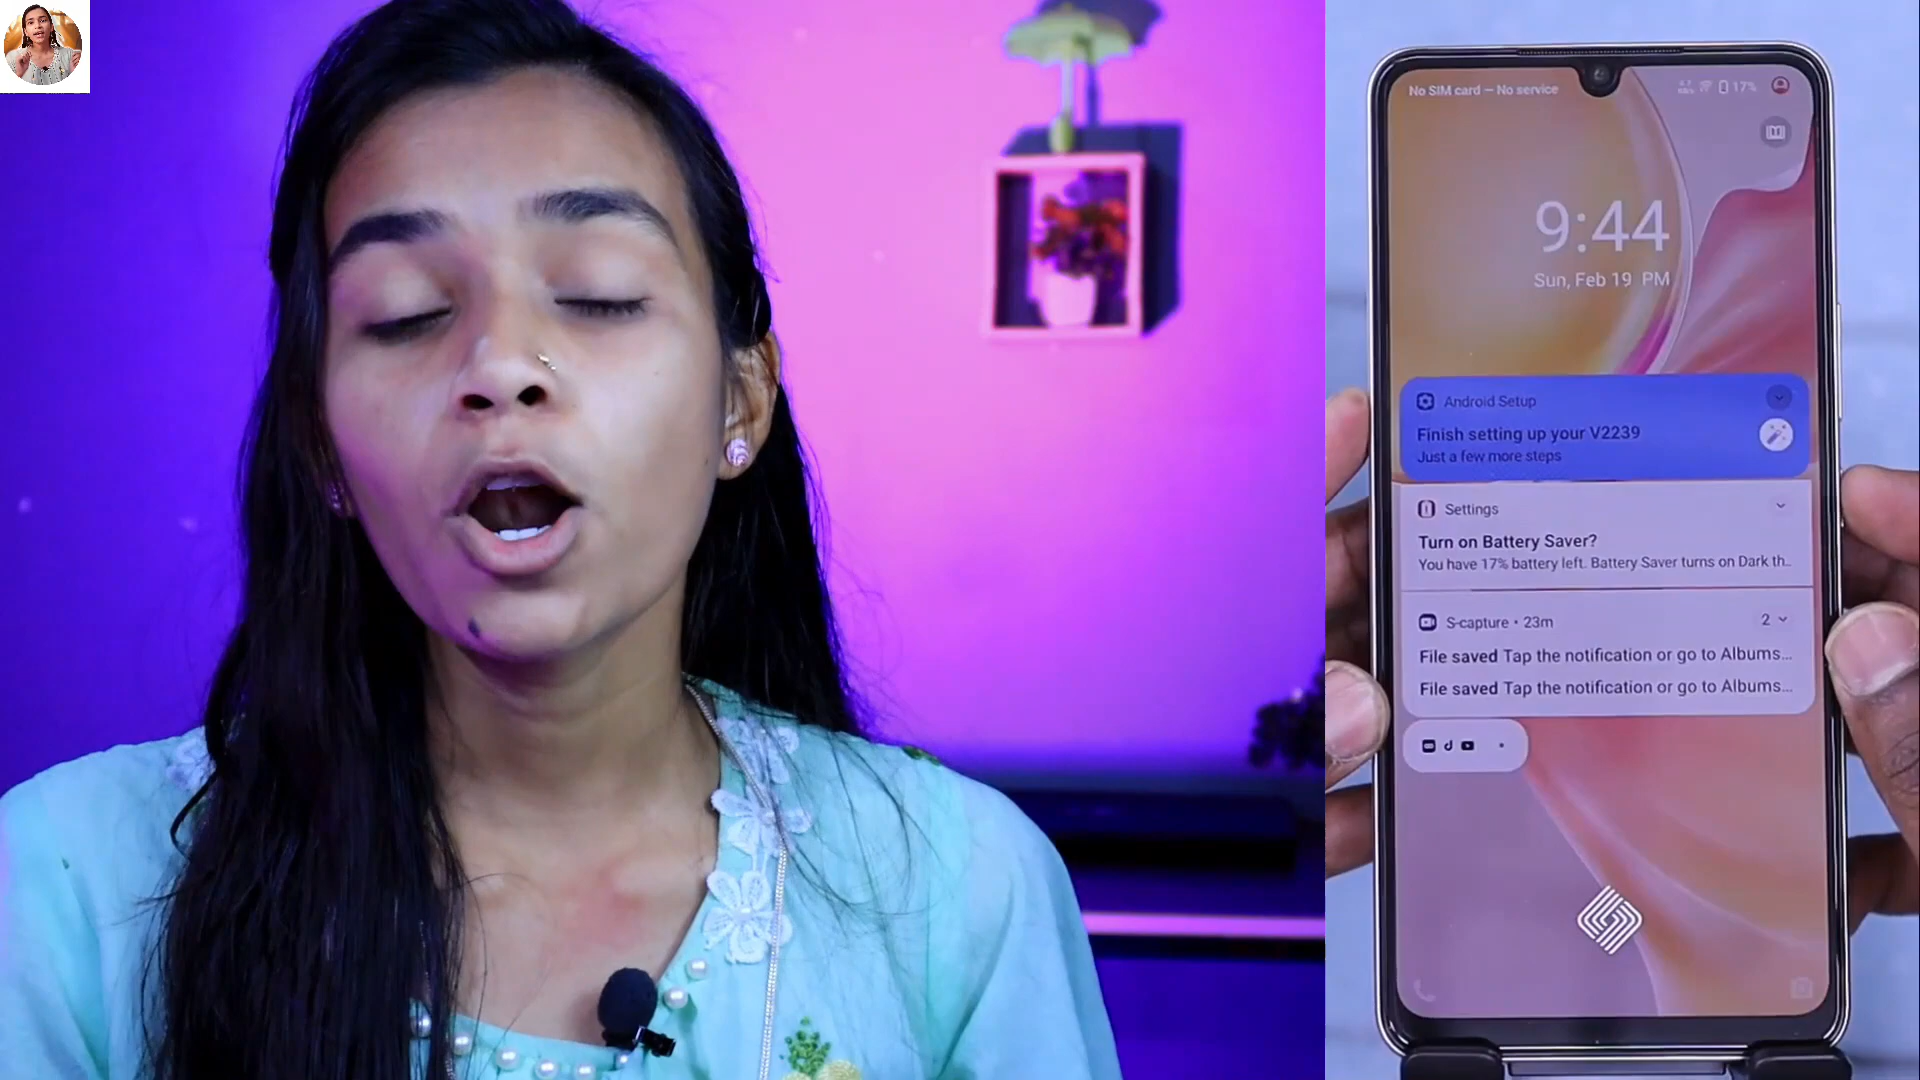 No SIM card — No service
17%
9:44
Sun, Feb 19 PM
Android Setup
Finish setting up your V2239
Just a few more steps
Settings
Turn on Battery Saver?
You have 17% battery left. Battery Saver turns on Dark th...
S-capture • 23m
2
File saved Tap the notification or go to Albums...
File saved Tap the notification or go to Albums...